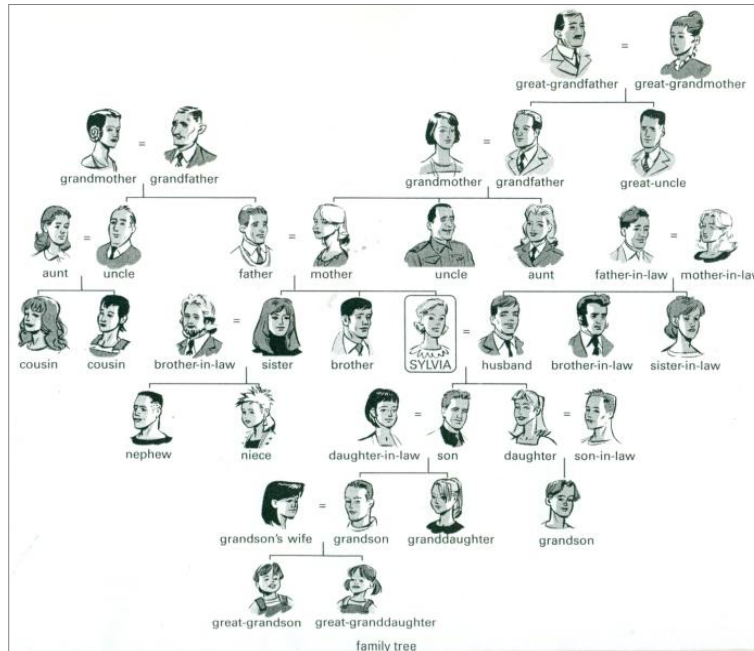 great-grandfather = great-grandmother
grandmother = grandfather
grandmother = grandfather
great-uncle
aunt = uncle
father = mother
uncle
aunt
father-in-law = mother-in-law
cousin
cousin
brother-in-law = sister
brother
SYLVIA = husband
brother-in-law
sister-in-law
nephew
niece
daughter-in-law = son
daughter = son-in-law
grandson's wife = grandson
granddaughter
grandson
great-grandson
great-granddaughter
family tree